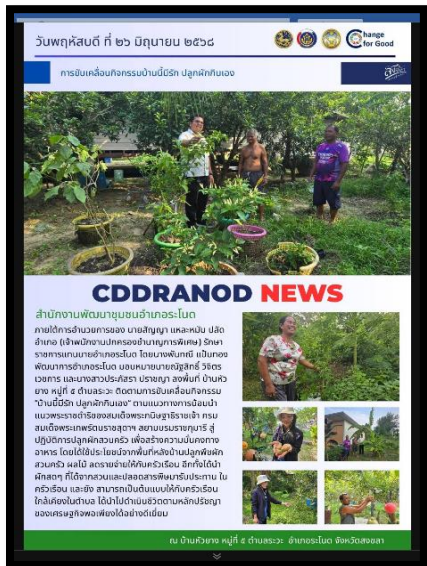 วันพฤหัสบดี ที่ ๒๖ มิถุนายน ๒๕๖๘
Change
for Good
การขับเคลื่อนกิจกรรมบ้านนี้มีรัก ปลูกผักกินเอง
CDDRANOD NEWS
สำนักงานพัฒนาชุมชนอำเภอระโนด
ภายใต้การอำนวยการของ นายสัญญา แหละหมัน ปลัด
อำเภอ (เจ้าพนักงานปกครองชำนาญการพิเศษ) รักษา
ราชการแทนนายอำเภอระโนด โดยนางพันทณี แป้นทอง
พัฒนาการอำเภอระโนด มอบหมายนายณัฐสิทธิ์ วิจิตร
เวชการ และนางสาวประภัสรา ปรายญา ลงพื้นที่ บ้านหัว
ยาง หมู่ที่ ๕ ตำบลระวะ ติดตามการขับเคลื่อนกิจกรรม
"บ้านนี้มีรัก ปลูกผักกินเอง" ตามแนวทางการน้อมนำ
แนวพระราชดำริของสมเด็จพระกนิษฐาธิราชเจ้า กรม
สมเด็จพระเทพรัตนราชสุดาฯ สยามบรมราชกุมารี สู่
ปฏิบัติการปลูกผักสวนครัว เพื่อสร้างความมั่นคงทาง
อาหาร โดยได้ใช้ประโยชน์จากพื้นที่หลังบ้านปลูกพืชผัก
สวนครัว ผลไม้ ลดรายจ่ายให้กับครัวเรือน อีกทั้งได้นำ
ผักสดๆ ที่ได้จากสวนและปลอดสารพิษมารับประทาน ใน
ครัวเรือน และยัง สามารถเป็นต้นแบบให้กับครัวเรือน
ใกล้เคียงในตำบล ได้นำไปดำเนินชีวิตตามหลักปรัชญา
ของเศรษฐกิจพอเพียงได้อย่างดีเยี่ยม
ณ บ้านหัวยาง หมู่ที่ ๕ ตำบลระวะ อำเภอระโนด จังหวัดสงขลา